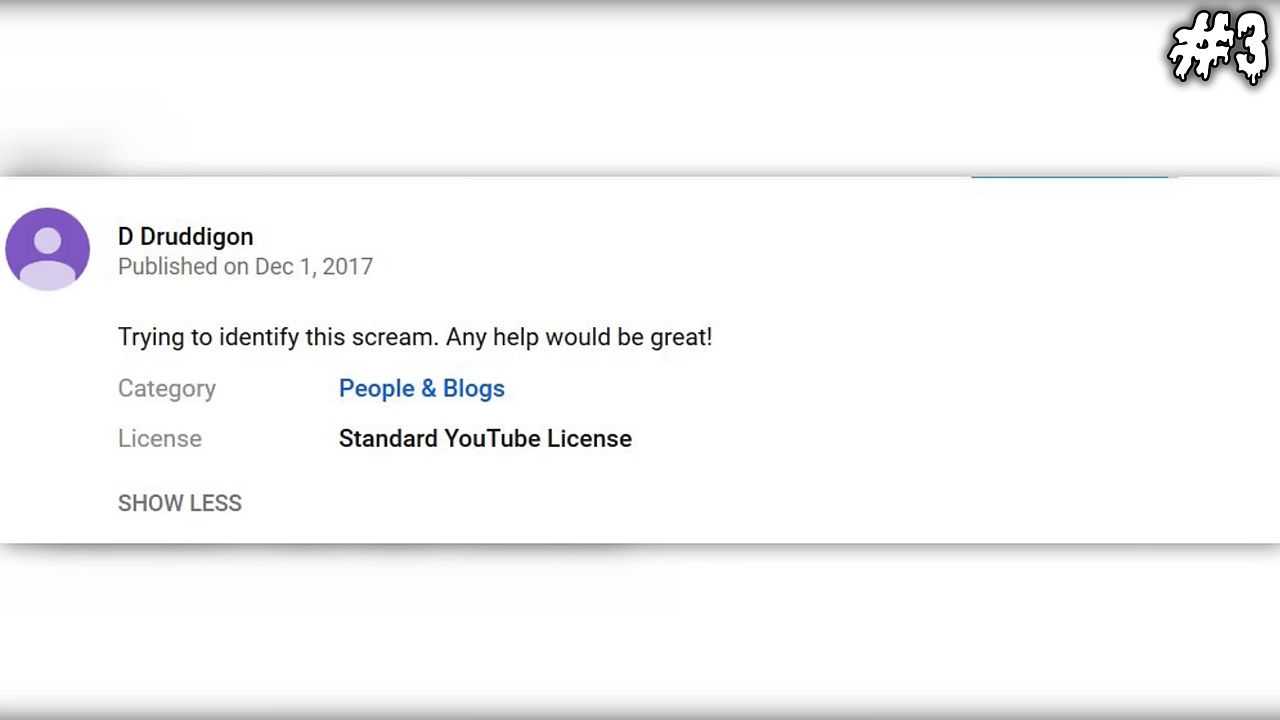 #3
D Druddigon
Published on Dec 1, 2017
Trying to identify this scream. Any help would be great!
Category People & Blogs
License Standard YouTube License
SHOW LESS